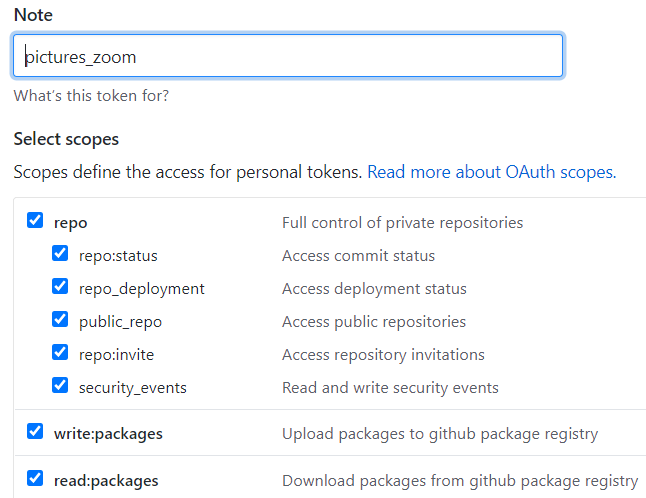 Note
pictures_zoom
What's this token for?
Select scopes
Scopes define the access for personal tokens. Read more about OAuth scopes.
repo Full control of private repositories
repo:status Access commit status
repo_deployment Access deployment status
public_repo Access public repositories
repo:invite Access repository invitations
security_events Read and write security events
write:packages Upload packages to github package registry
read:packages Download packages from github package registry